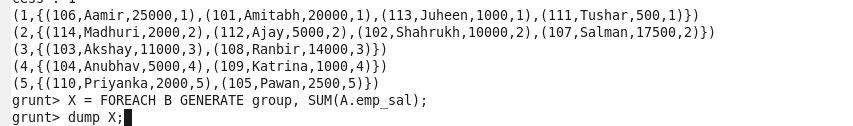 (1,{(106,Aamir,25000,1),(101,Amitabh,20000,1),(113,Juheen,1000,1),(111,Tushar,500,1)})
(2,{(114,Madhuri,2000,2),(112,Ajay,5000,2),(102,Shahrukh,10000,2),(107,Salman,17500,2)})
(3,{(103,Akshay,11000,3),(108,Ranbir,14000,3)})
(4,{(104,Anubhav,5000,4),(109,Katrina,1000,4)})
(5,{(110,Priyanka,2000,5),(105,Pawan,2500,5)})
grunt> X = FOREACH B GENERATE group, SUM(A.emp_sal);
grunt> dump X;